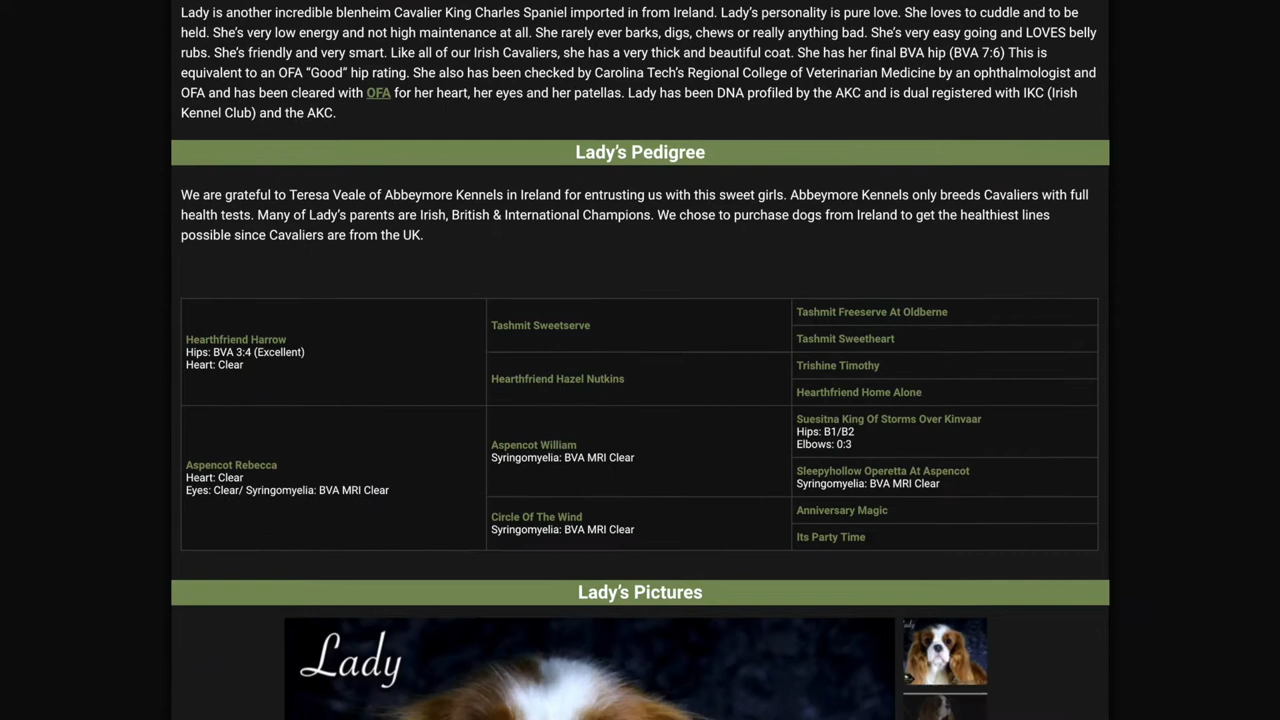 Lady is another incredible blenheim Cavalier King Charles Spaniel imported in from Ireland. Lady’s personality is pure love. She loves to cuddle and to be
held. She’s very low energy and not high maintenance at all. She rarely ever barks, digs, chews or really anything bad. She’s very easy going and LOVES belly
rubs. She’s friendly and very smart. Like all of our Irish Cavaliers, she has a very thick and beautiful coat. She has her final BVA hip (BVA 7:6) This is
equivalent to an OFA “Good“ hip rating. She also has been checked by Carolina Tech’s Regional College of Veterinarian Medicine by an ophthalmologist and
OFA and has been cleared with OFA for her heart, her eyes and her patellas. Lady has been DNA profiled by the AKC and is dual registered with IKC (Irish
Kennel Club) and the AKC.
Lady’s Pedigree
We are grateful to Teresa Veale of Abbeymore Kennels in Ireland for entrusting us with this sweet girls. Abbeymore Kennels only breeds Cavaliers with full
health tests. Many of Lady’s parents are Irish, British & International Champions. We chose to purchase dogs from Ireland to get the healthiest lines
possible since Cavaliers are from the UK.
Hearthfriend Harrow
Hips: BVA 3:4 (Excellent)
Heart: Clear
Tashmit Sweetserve
Tashmit Freeserve At Oldberne
Tashmit Sweetheart
Hearthfriend Hazel Nutkins
Trishine Timothy
Hearthfriend Home Alone
Aspencot Rebecca
Heart: Clear
Eyes: Clear/ Syringomyelia: BVA MRI Clear
Aspencot William
Syringomyelia: BVA MRI Clear
Suesitna King Of Storms Over Kinvaar
Hips: B1/B2
Elbows: 0:3
Sleepyhollow Operetta At Aspencot
Syringomyelia: BVA MRI Clear
Circle Of The Wind
Syringomyelia: BVA MRI Clear
Anniversary Magic
Its Party Time
Lady’s Pictures
Lady